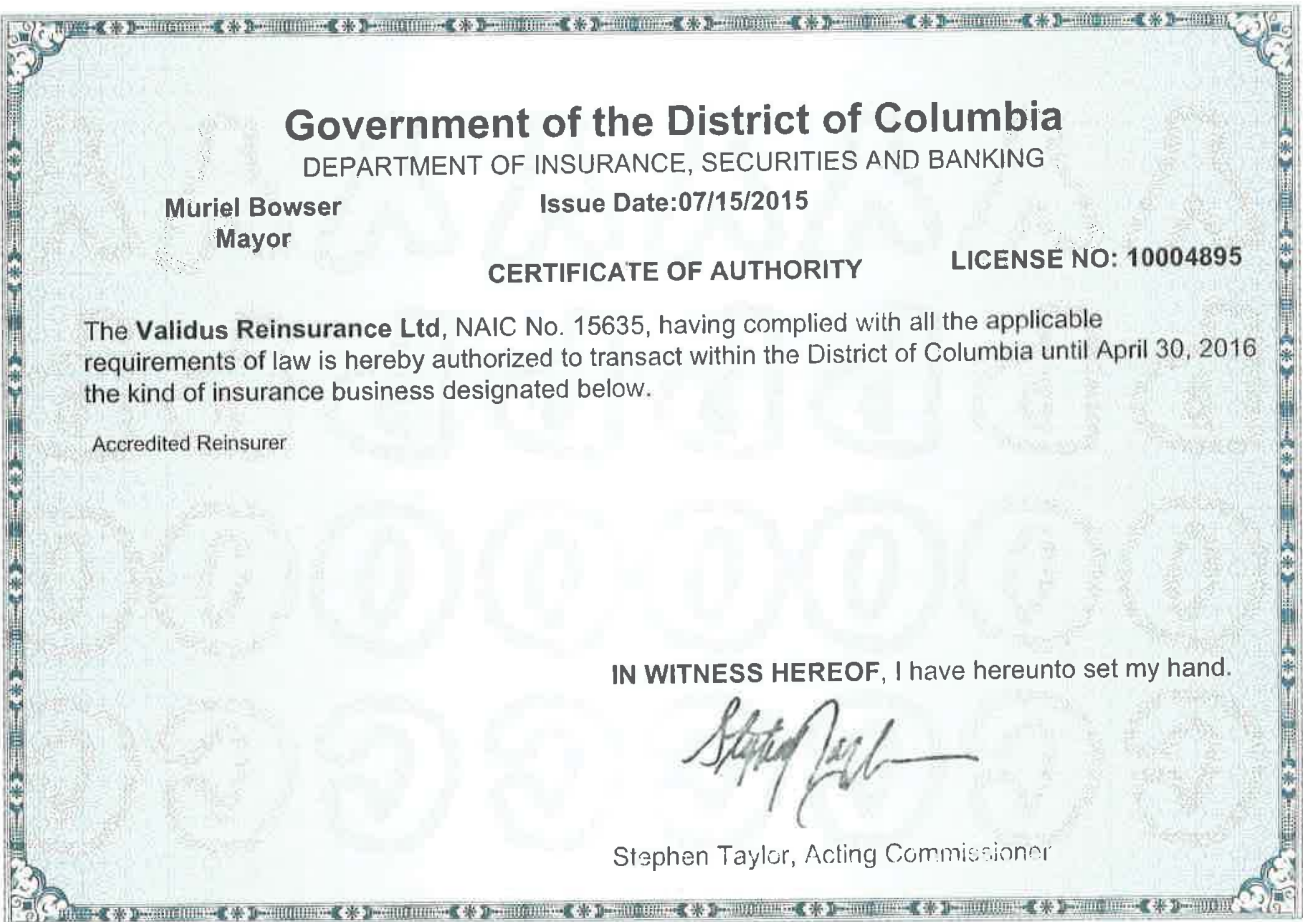 Government of the District of Columbia
DEPARTMENT OF INSURANCE, SECURITIES AND BANKING
Muriel Bowser
Mayor
Issue Date:07/15/2015
CERTIFICATE OF AUTHORITY
LICENSE NO: 10004895
The Validus Reinsurance Ltd, NAIC No. 15635, having complied with all the applicable
requirements of law is hereby authorized to transact within the District of Columbia until April 30, 2016
the kind of insurance business designated below.
Accredited Reinsurer
IN WITNESS HEREOF, I have hereunto set my hand.
Stephen Taylor, Acting Commissioner